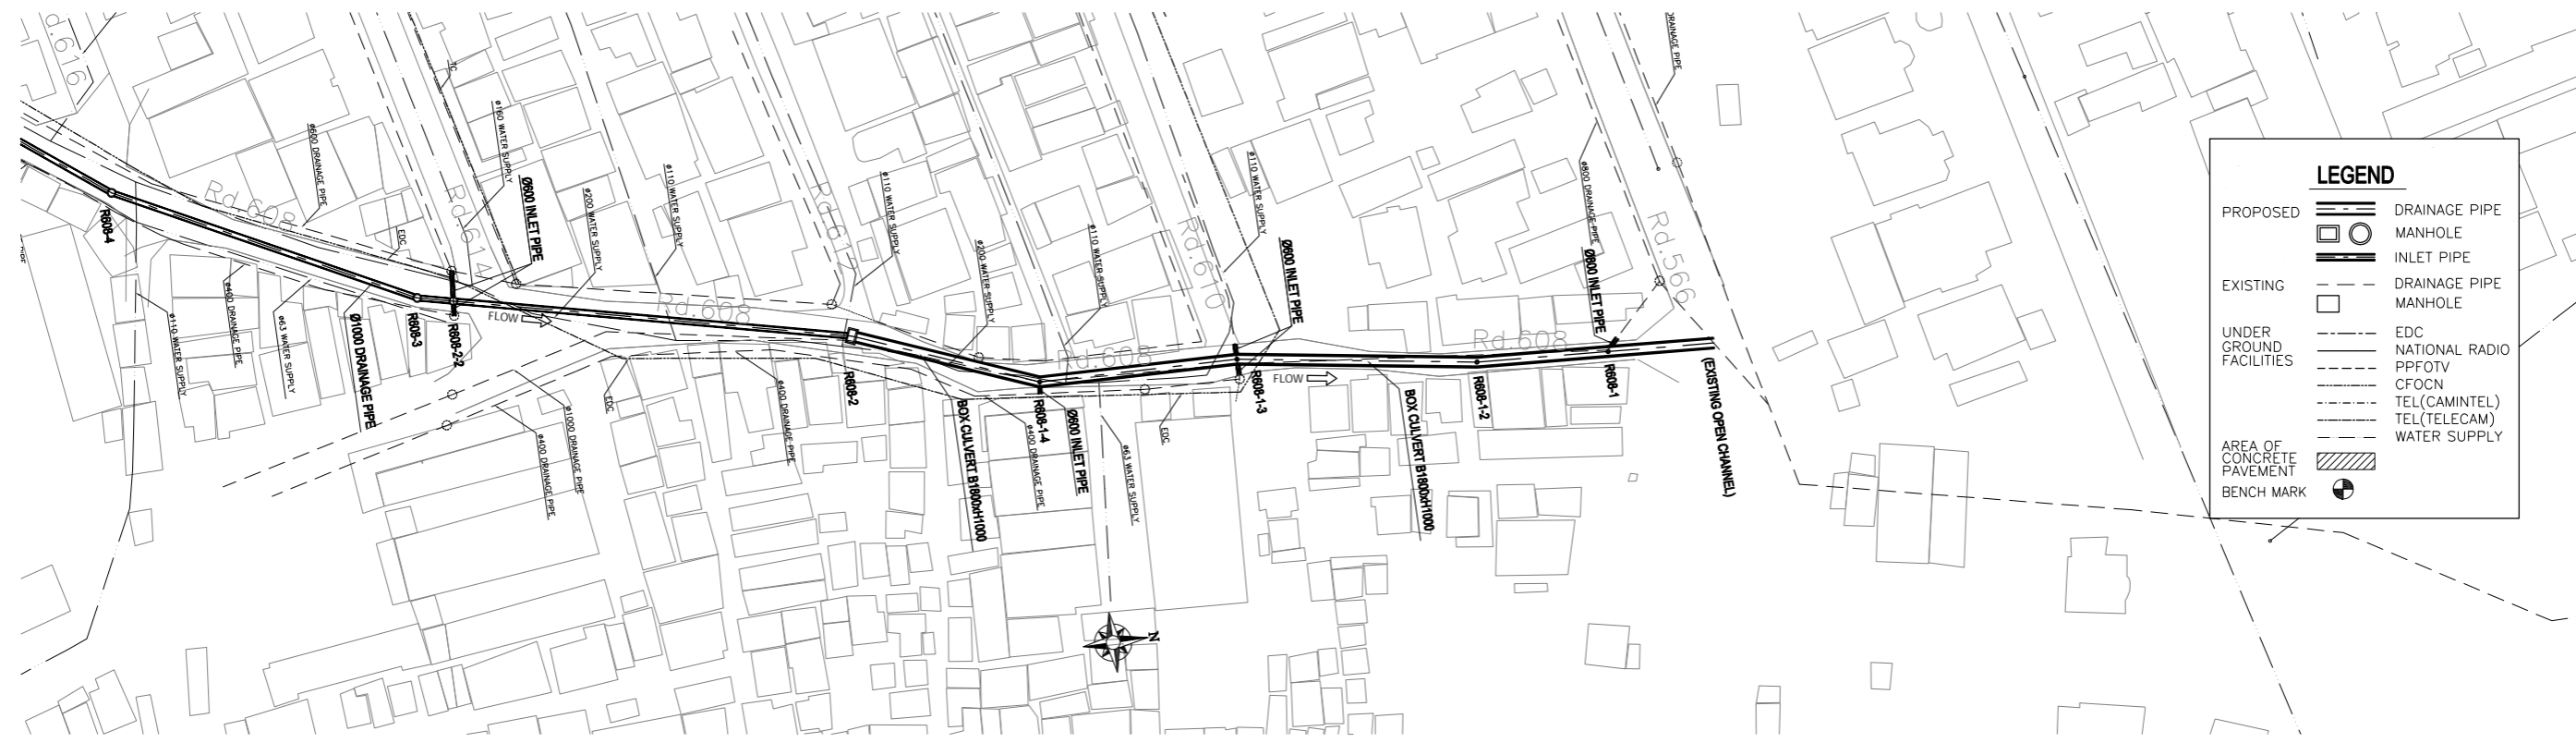 Rd.616
Rd.608
R608-4
ø600 DRAINAGE PIPE
EDC
TC
Rd.614
ø160 WATER SUPPLY
Ø600 INLET PIPE
ø200 WATER SUPPLY
ø110 WATER SUPPLY
ø110 WATER SUPPLY
ø400 DRAINAGE PIPE
ø63 WATER SUPPLY
Ø1000 DRAINAGE PIPE
R608-3
R608-2-2
FLOW
Rd.608
ø1000 DRAINAGE PIPE
ø400 DRAINAGE PIPE
EDC
ø400 DRAINAGE PIPE
R608-2
ø110 WATER SUPPLY
ø200 WATER SUPPLY
BOX CULVERT B1800xH1000
ø400 DRAINAGE PIPE
R608-1-4
Ø600 INLET PIPE
Rd.608
ø110 WATER SUPPLY
ø63 WATER SUPPLY
EDC
Rd.610
ø110 WATER SUPPLY
Ø600 INLET PIPE
R608-1-3
FLOW
BOX CULVERT B1800xH1000
R608-1-2
Rd.608
ø800 DRAINAGE PIPE
Ø800 INLET PIPE
R608-1
Rd.566
DRAINAGE PIPE
(EXISTING OPEN CHANNEL)
N
LEGEND
PROPOSED DRAINAGE PIPE
MANHOLE
INLET PIPE
EXISTING DRAINAGE PIPE
MANHOLE
UNDER GROUND FACILITIES
EDC
NATIONAL RADIO
PPFOTV
CFOCN
TEL(CAMINTEL)
TEL(TELECAM)
WATER SUPPLY
AREA OF CONCRETE PAVEMENT
BENCH MARK